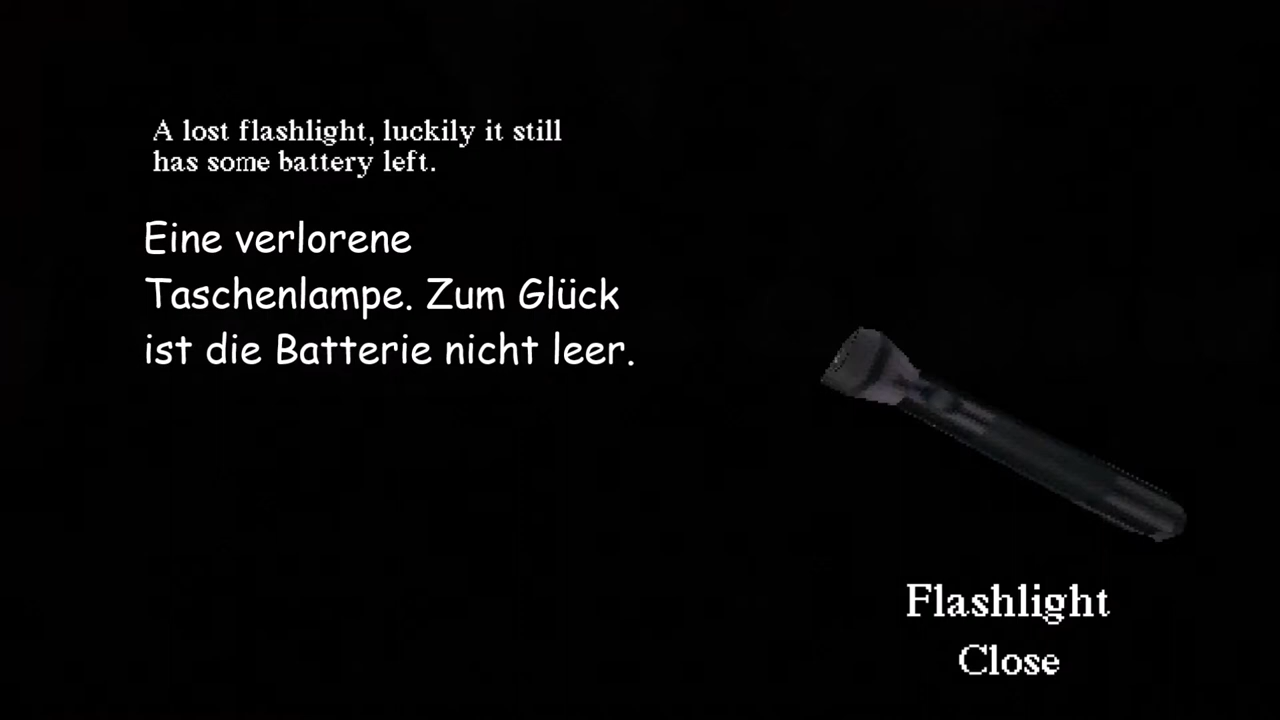 A lost flashlight, luckily it still
has some battery left.
Eine verlorene
Taschenlampe. Zum Glück
ist die Batterie nicht leer.
Flashlight
Close